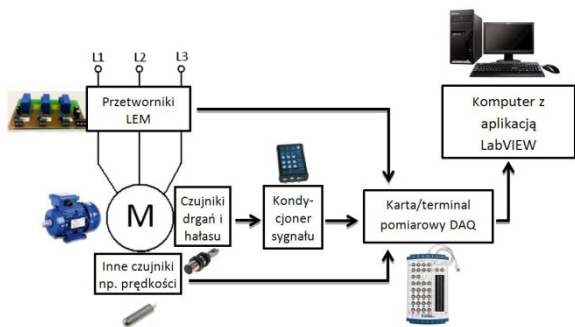 L1 L2 L3
Przetworniki
LEM
Komputer z
aplikacją
LabVIEW
M
Czujniki
drgań i
hałasu
Kondy-
cjoner
sygnału
Karta/terminal
pomiarowy DAQ
Inne czujniki
np. prędkości